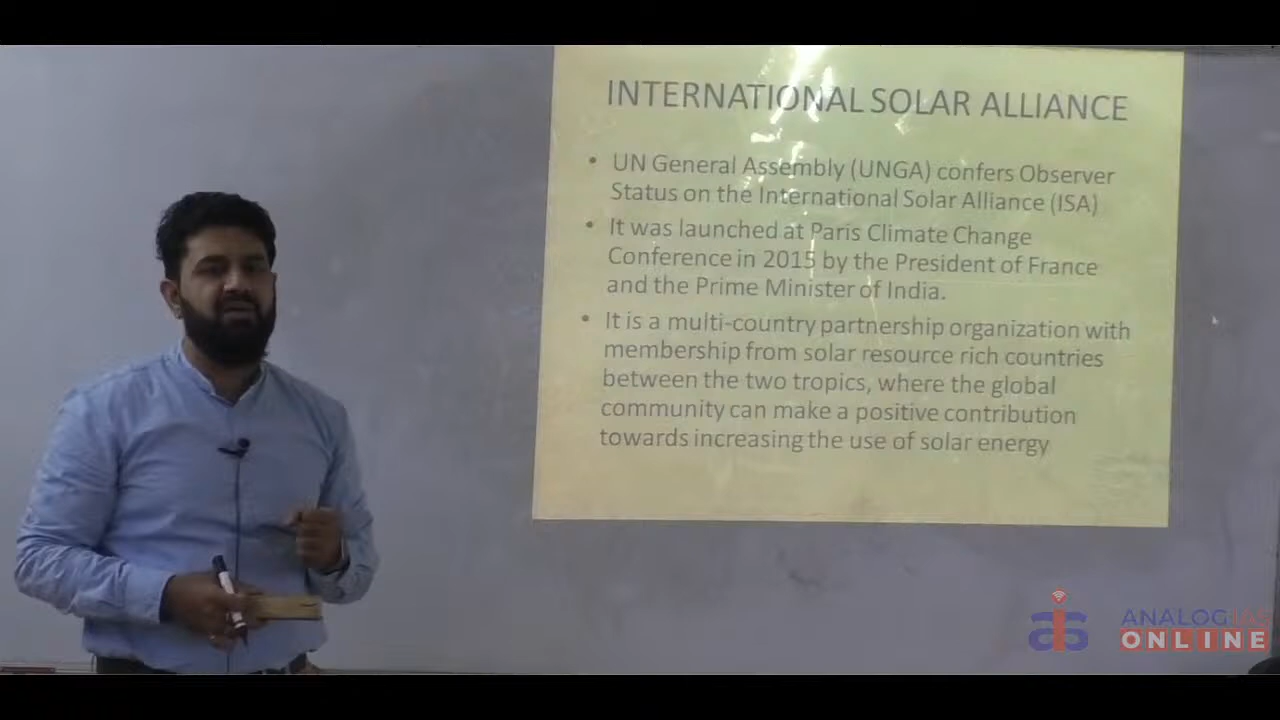 INTERNATIONAL SOLAR ALLIANCE
• UN General Assembly (UNGA) confers Observer
Status on the International Solar Alliance (ISA)
• It was launched at Paris Climate Change
Conference in 2015 by the President of France
and the Prime Minister of India.
• It is a multi-country partnership organization with
membership from solar resource rich countries
between the two tropics, where the global
community can make a positive contribution
towards increasing the use of solar energy
ais
ANALOG IAS
ONLINE